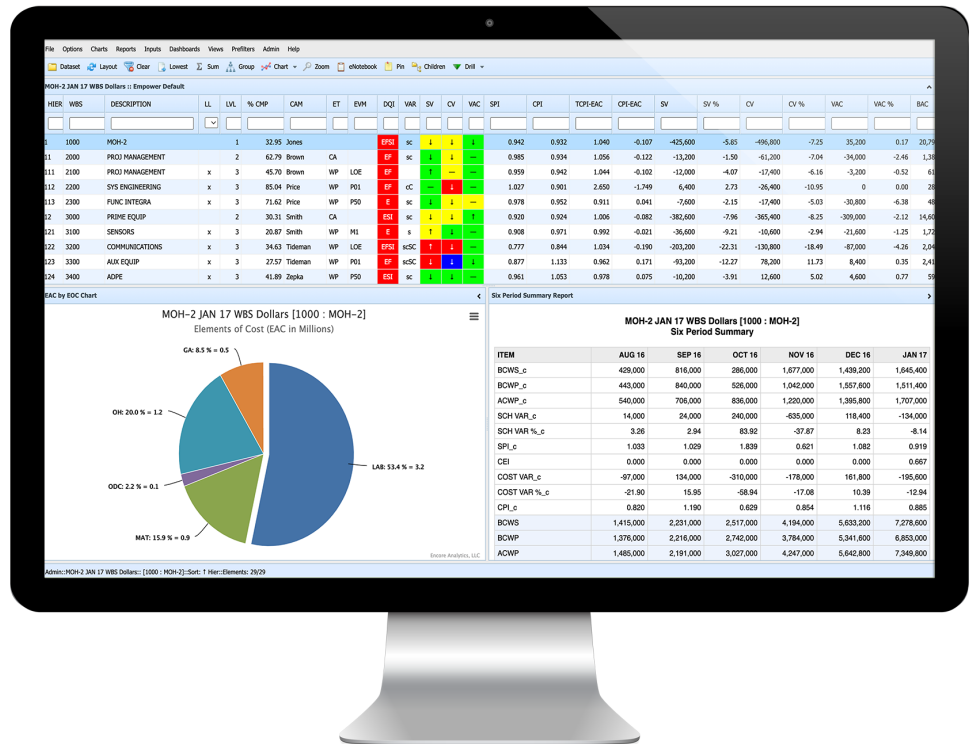 File Options Charts Reports Inputs Dashboards Views Prefilters Admin Help
Dataset Layout Clear Lowest Σ Sum Group Chart Zoom eNotebook Pin Children Drill
MOH-2 JAN 17 WBS Dollars :: Empower Default
HIER WBS DESCRIPTION LL LVL % CMP CAM ET EVM DQI VAR SV CV VAC SPI CPI TCPI-EAC CPI-EAC SV SV % CV CV % VAC VAC % BAC
1 1000 MOH-2 1 32.95 Jones EFSI sc ↓ ↓ ↓ 0.942 0.932 1.040 -0.107 -425,600 -5.85 -496,800 -7.25 35,200 0.17 20,79
11 2000 PROJ MANAGEMENT 2 62.79 Brown CA EF sc ↓ ↓ — 0.985 0.934 1.056 -0.122 -13,200 -1.50 -61,200 -7.04 -34,000 -2.46 1,38
111 2100 PROJ MANAGEMENT x 3 45.70 Brown WP LOE EF sc ↑ — — 0.959 0.942 1.044 -0.102 -12,000 -4.07 -17,400 -6.16 -3,200 -0.52 61
112 2200 SYS ENGINEERING x 3 85.04 Price WP P01 EF cC — ↓ — 1.027 0.901 2.650 -1.749 6,400 2.73 -26,400 -10.95 0 0.00 28
113 2300 FUNC INTEGRA x 3 71.62 Price WP P50 E sc ↓ ↓ — 0.978 0.952 0.911 0.041 -7,600 -2.15 -17,400 -5.03 -30,800 -6.38 48
12 3000 PRIME EQUIP 2 30.31 Smith CA ESI sc ↓ ↓ ↑ 0.920 0.924 1.006 -0.082 -382,600 -7.96 -365,400 -8.25 -309,000 -2.12 14,60
121 3100 SENSORS x 3 20.87 Smith WP M1 E s ↑ ↓ — 0.908 0.971 0.992 -0.021 -36,600 -9.21 -10,600 -2.94 -21,600 -1.25 1,72
122 3200 COMMUNICATIONS x 3 34.63 Tideman WP LOE EFSI scSC ↑ ↓ — 0.777 0.844 1.034 -0.190 -203,200 -22.31 -130,800 -18.49 -87,000 -4.26 2,04
123 3300 AUX EQUIP x 3 27.57 Tideman WP P01 EF scSC ↓ ↓ ↓ 0.877 1.133 0.962 0.171 -93,200 -12.27 78,200 11.73 8,400 0.35 2,41
124 3400 ADPE x 3 41.89 Zepka WP P50 ESI sc ↓ ↓ — 0.961 1.053 0.978 0.075 -10,200 -3.91 12,600 5.02 4,600 0.77 59
EAC by EOC Chart
MOH-2 JAN 17 WBS Dollars [1000 : MOH-2]
Elements of Cost (EAC in Millions)
GA: 8.5 % = 0.5
OH: 20.0 % = 1.2
LAB: 53.4 % = 3.2
ODC: 2.2 % = 0.1
MAT: 15.9 % = 0.9
Encore Analytics, LLC
Six Period Summary Report
MOH-2 JAN 17 WBS Dollars [1000 : MOH-2]
Six Period Summary
ITEM AUG 16 SEP 16 OCT 16 NOV 16 DEC 16 JAN 17
BCWS_c 429,000 816,000 286,000 1,677,000 1,439,200 1,645,400
BCWP_c 443,000 840,000 526,000 1,042,000 1,557,600 1,511,400
ACWP_c 540,000 706,000 836,000 1,220,000 1,395,800 1,707,000
SCH VAR_c 14,000 24,000 240,000 -635,000 118,400 -134,000
SCH VAR %_c 3.26 2.94 83.92 -37.87 8.23 -8.14
SPI_c 1.033 1.029 1.839 0.621 1.082 0.919
CEI 0.000 0.000 0.000 0.000 0.000 0.667
COST VAR_c -97,000 134,000 -310,000 -178,000 161,800 -195,600
COST VAR %_c -21.90 15.95 -58.94 -17.08 10.39 -12.94
CPI_c 0.820 1.190 0.629 0.854 1.116 0.885
BCWS 1,415,000 2,231,000 2,517,000 4,194,000 5,633,200 7,278,600
BCWP 1,376,000 2,216,000 2,742,000 3,784,000 5,341,600 6,853,000
ACWP 1,485,000 2,191,000 3,027,000 4,247,000 5,642,800 7,349,800
Admin::MOH-2 JAN 17 WBS Dollars:: [1000 : MOH-2]::Sort: ↑ Hier::Elements: 29/29